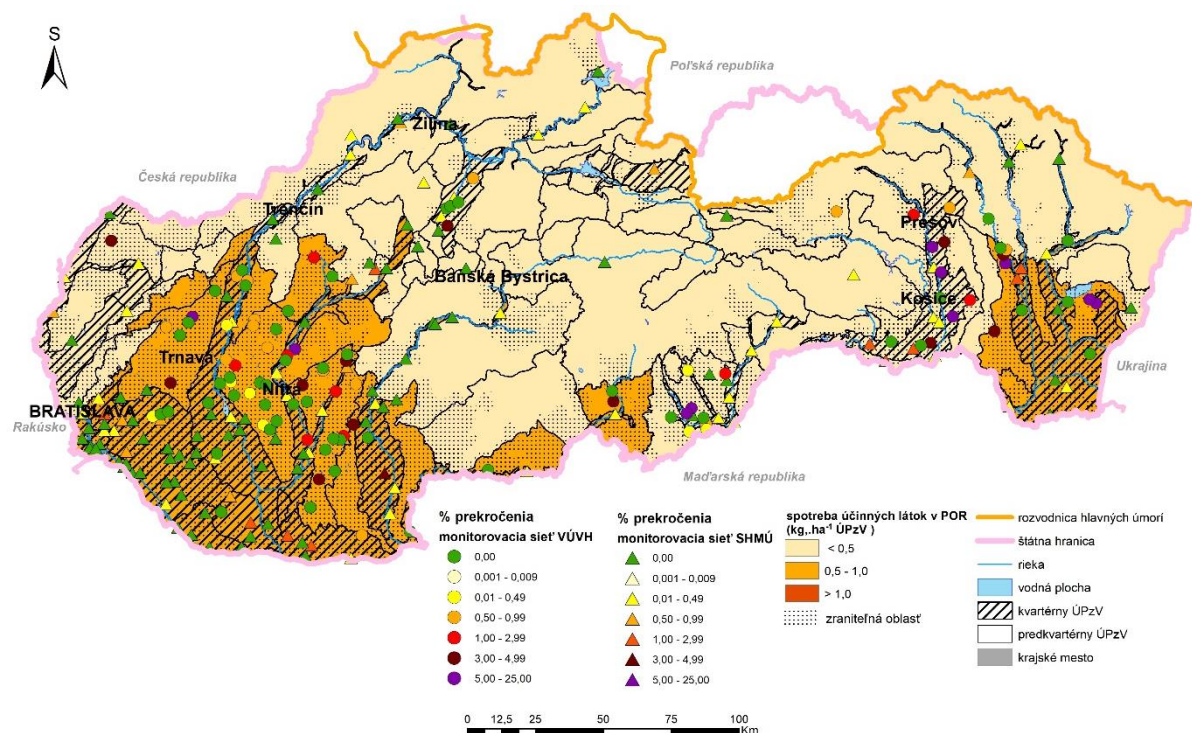 S
Poľská republika
Žilina
Česká republika
Trenčín
Prešov
Banská Bystrica
Košice
Trnava
Nitra
Ukrajina
BRATISLAVA
Rakúsko
Maďarská republika
% prekročenia
monitorovacia sieť VÚVH
0,00
0,001 - 0,009
0,01 - 0,49
0,50 - 0,99
1,00 - 2,99
3,00 - 4,99
5,00 - 25,00
% prekročenia
monitorovacia sieť SHMÚ
0,00
0,001 - 0,009
0,01 - 0,49
0,50 - 0,99
1,00 - 2,99
3,00 - 4,99
5,00 - 25,00
spotreba účinných látok v POR
(kg,.ha⁻¹ ÚPzV )
< 0,5
0,5 - 1,0
> 1,0
zraniteľná oblasť
rozvodnica hlavných úmorí
štátna hranica
rieka
vodná plocha
kvartérny ÚPzV
predkvartérny ÚPzV
krajské mesto
0 12,5 25 50 75 100
Km